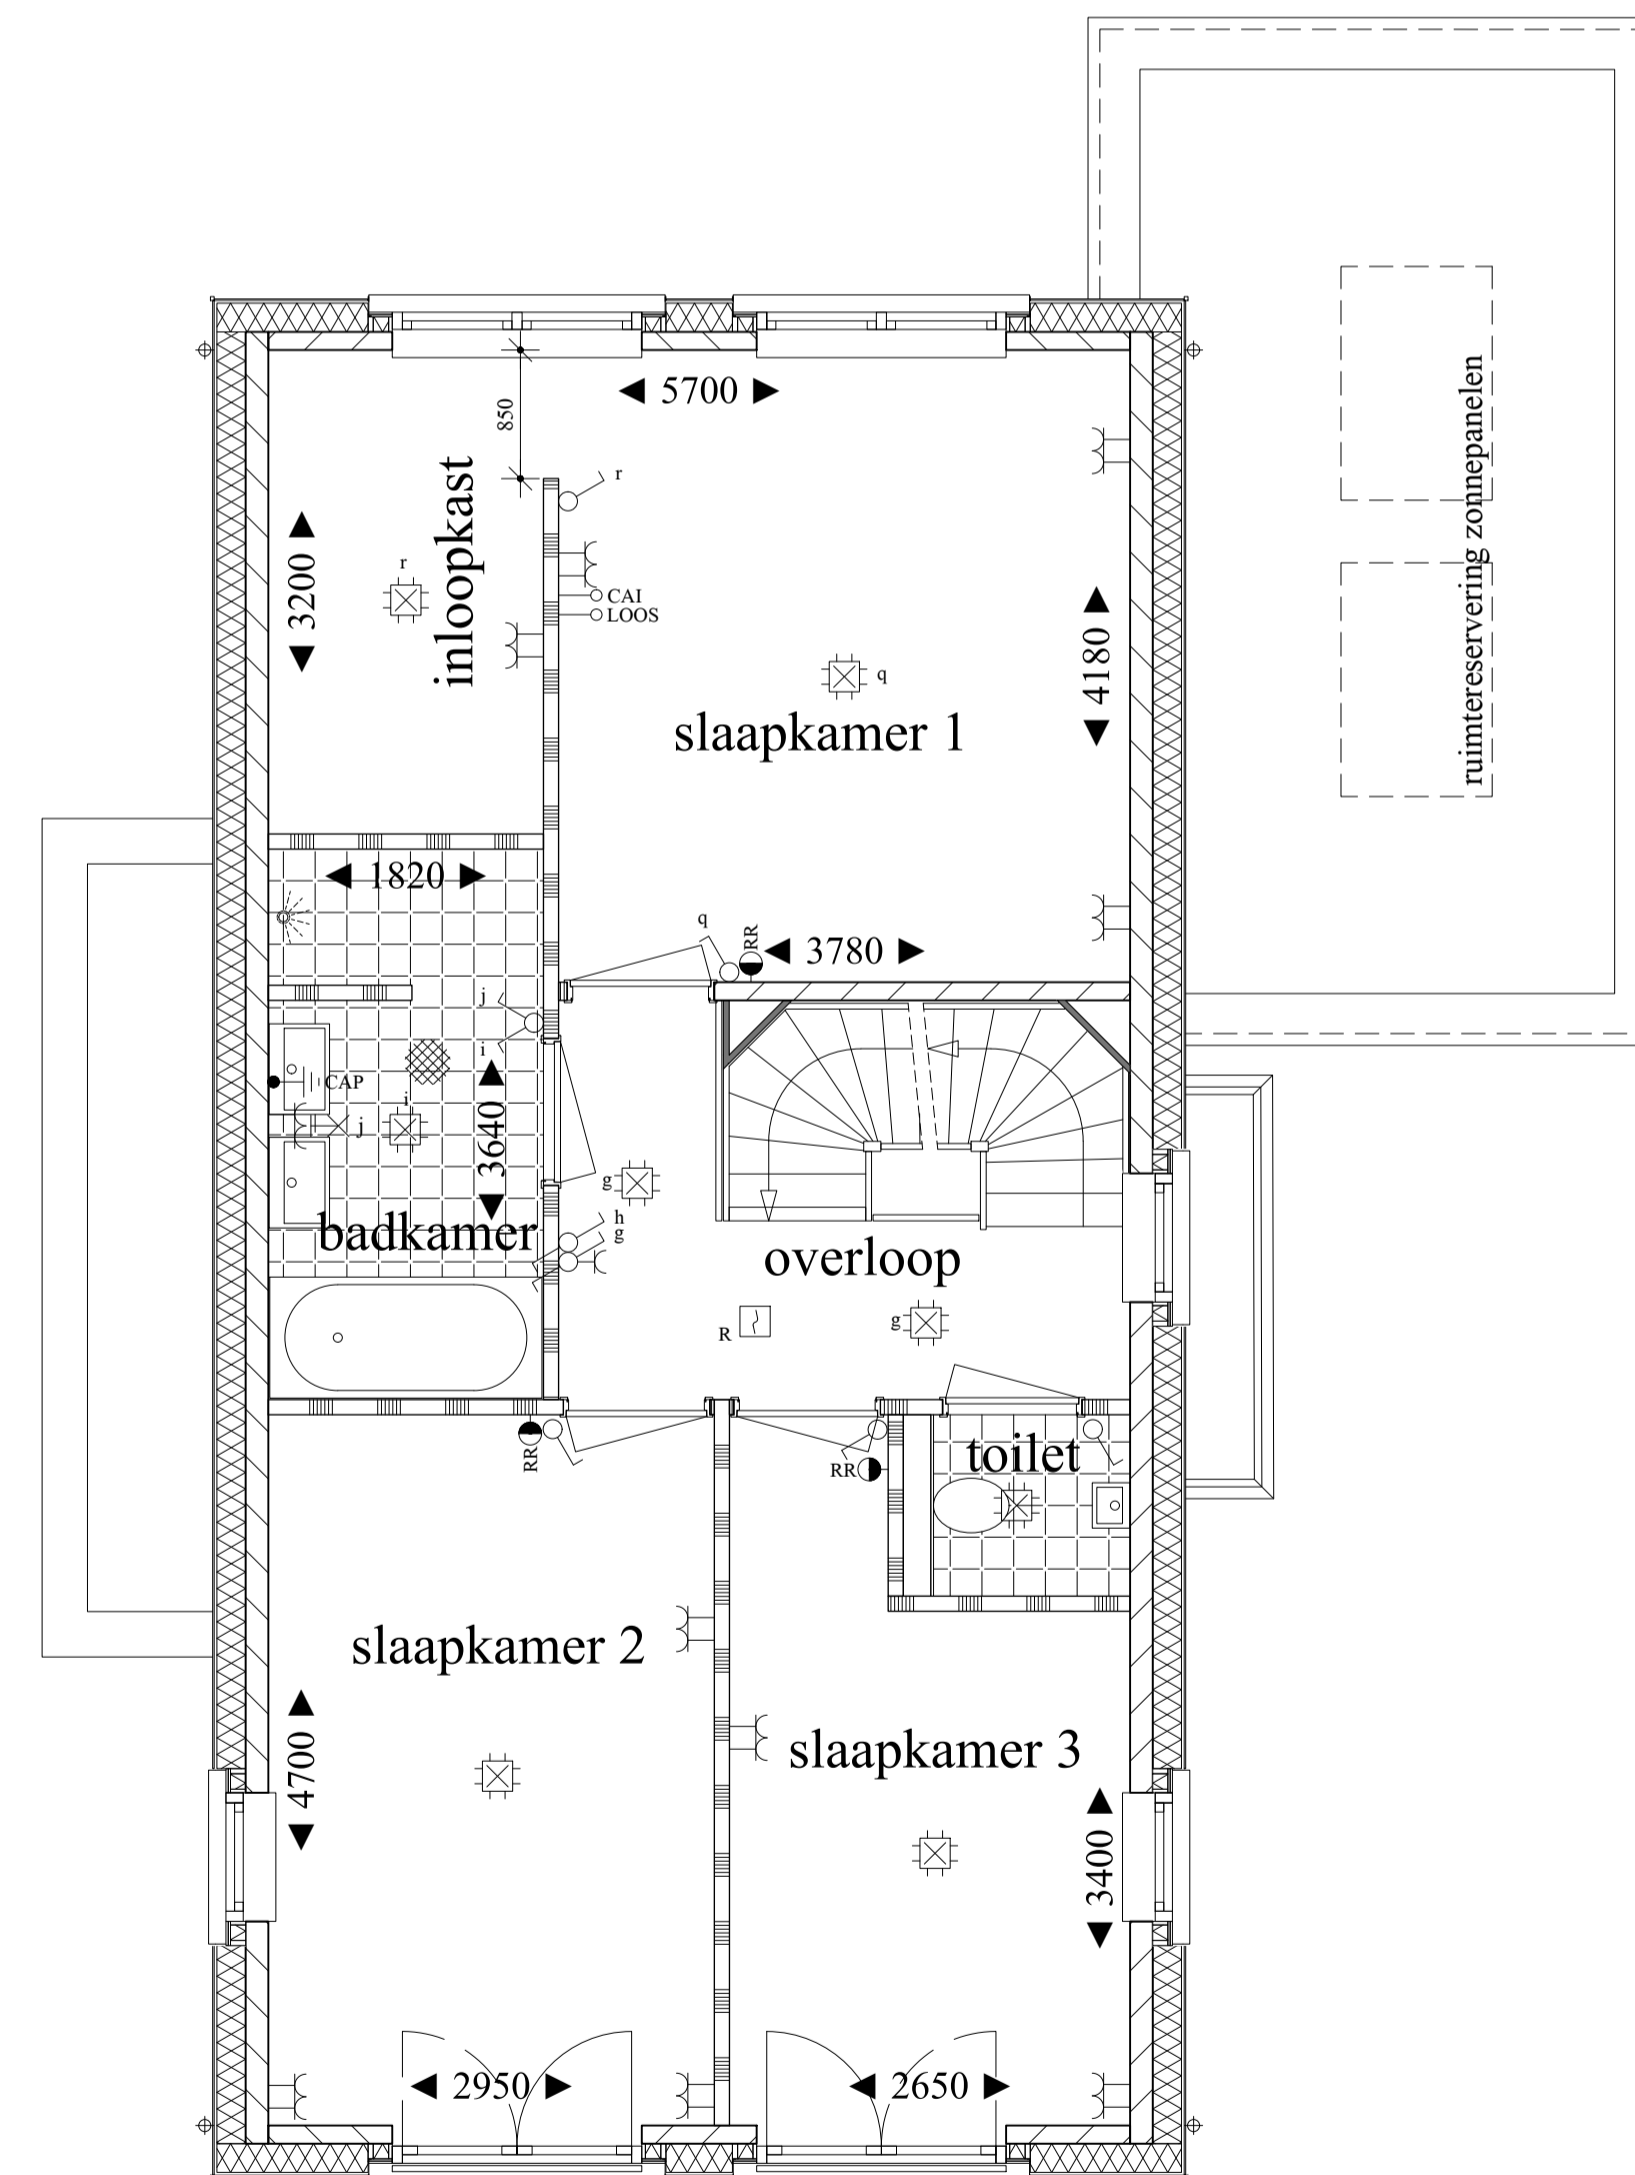 5700
850
r
inloopkast
3200
r
CAI
LOOS
q
slaapkamer 1
4180
ruimtereservering zonnepanelen
1820
q
RR
3780
j
i
CAP
i
j
3640
g
h
g
badkamer
overloop
R
g
RR
RR
toilet
slaapkamer 2
slaapkamer 3
4700
3400
2950
2650